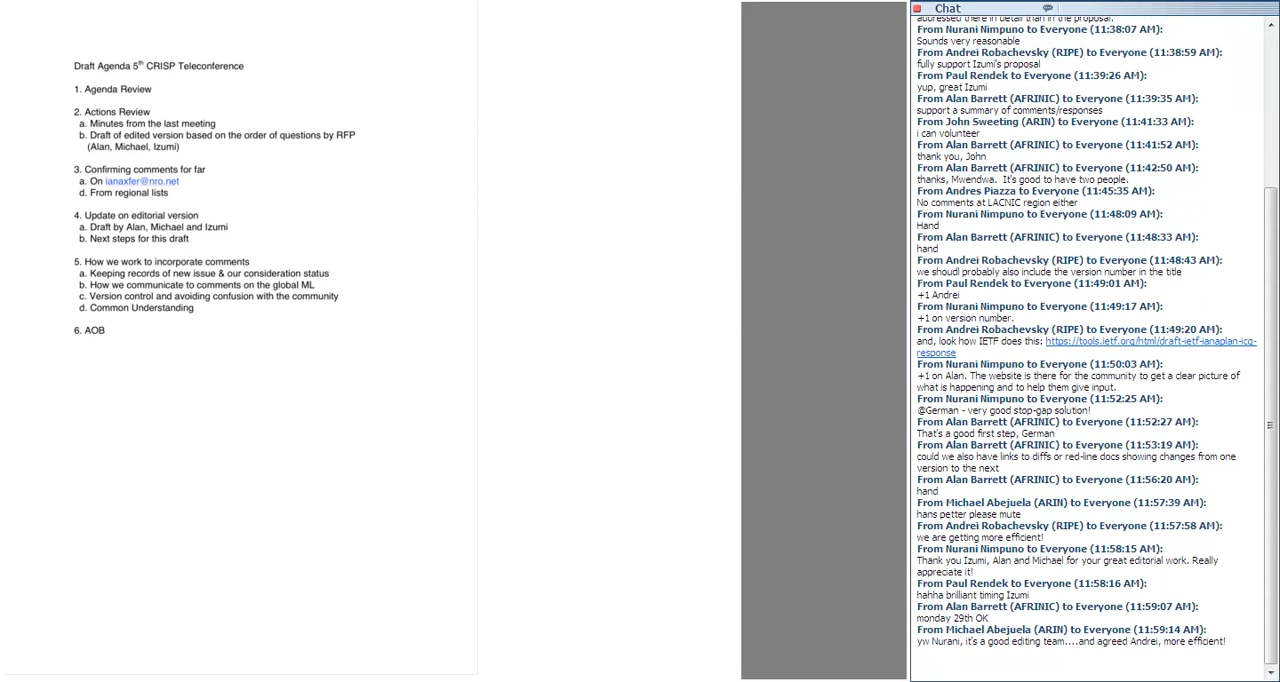 Draft Agenda 5th CRISP Teleconference
1. Agenda Review
2. Actions Review
a. Minutes from the last meeting
b. Draft of edited version based on the order of questions by RFP
(Alan, Michael, Izumi)
3. Confirming comments for far
a. On ianaxfer@nro.net
d. From regional lists
4. Update on editorial version
a. Draft by Alan, Michael and Izumi
b. Next steps for this draft
5. How we work to incorporate comments
a. Keeping records of new issue & our consideration status
b. How we communicate to comments on the global ML
c. Version control and avoiding confusion with the community
d. Common Understanding
6. AOB
Chat
addressed there in detail than in the proposal.
From Nurani Nimpuno to Everyone (11:38:07 AM):
Sounds very reasonable
From Andrei Robachevsky (RIPE) to Everyone (11:38:59 AM):
fully support Izumi's proposal
From Paul Rendek to Everyone (11:39:26 AM):
yup, great Izumi
From Alan Barrett (AFRINIC) to Everyone (11:39:35 AM):
support a summary of comments/responses
From John Sweeting (ARIN) to Everyone (11:41:33 AM):
i can volunteer
From Alan Barrett (AFRINIC) to Everyone (11:41:52 AM):
thank you, John
From Alan Barrett (AFRINIC) to Everyone (11:42:50 AM):
thanks, Mwendwa.  It's good to have two people.
From Andres Piazza to Everyone (11:45:35 AM):
No comments at LACNIC region either
From Nurani Nimpuno to Everyone (11:48:09 AM):
Hand
From Alan Barrett (AFRINIC) to Everyone (11:48:33 AM):
hand
From Andrei Robachevsky (RIPE) to Everyone (11:48:43 AM):
we shoudl probably also include the version number in the title
From Paul Rendek to Everyone (11:49:01 AM):
+1 Andrei
From Nurani Nimpuno to Everyone (11:49:17 AM):
+1 on version number.
From Andrei Robachevsky (RIPE) to Everyone (11:49:20 AM):
and, look how IETF does this: https://tools.ietf.org/html/draft-ietf-ianaplan-icg-
response
From Nurani Nimpuno to Everyone (11:50:03 AM):
+1 on Alan. The website is there for the community to get a clear picture of
what is happening and to help them give input.
From Nurani Nimpuno to Everyone (11:52:25 AM):
@German - very good stop-gap solution!
From Alan Barrett (AFRINIC) to Everyone (11:52:27 AM):
That's a good first step, German
From Alan Barrett (AFRINIC) to Everyone (11:53:19 AM):
could we also have links to diffs or red-line docs showing changes from one
version to the next
From Alan Barrett (AFRINIC) to Everyone (11:56:20 AM):
hand
From Michael Abejuela (ARIN) to Everyone (11:57:39 AM):
hans petter please mute
From Andrei Robachevsky (RIPE) to Everyone (11:57:58 AM):
we are getting more efficient!
From Nurani Nimpuno to Everyone (11:58:15 AM):
Thank you Izumi, Alan and Michael for your great editorial work. Really
appreciate it!
From Paul Rendek to Everyone (11:58:16 AM):
hahha brilliant timing Izumi
From Alan Barrett (AFRINIC) to Everyone (11:59:07 AM):
monday 29th OK
From Michael Abejuela (ARIN) to Everyone (11:59:14 AM):
yw Nurani, it's a good editing team....and agreed Andrei, more efficient!